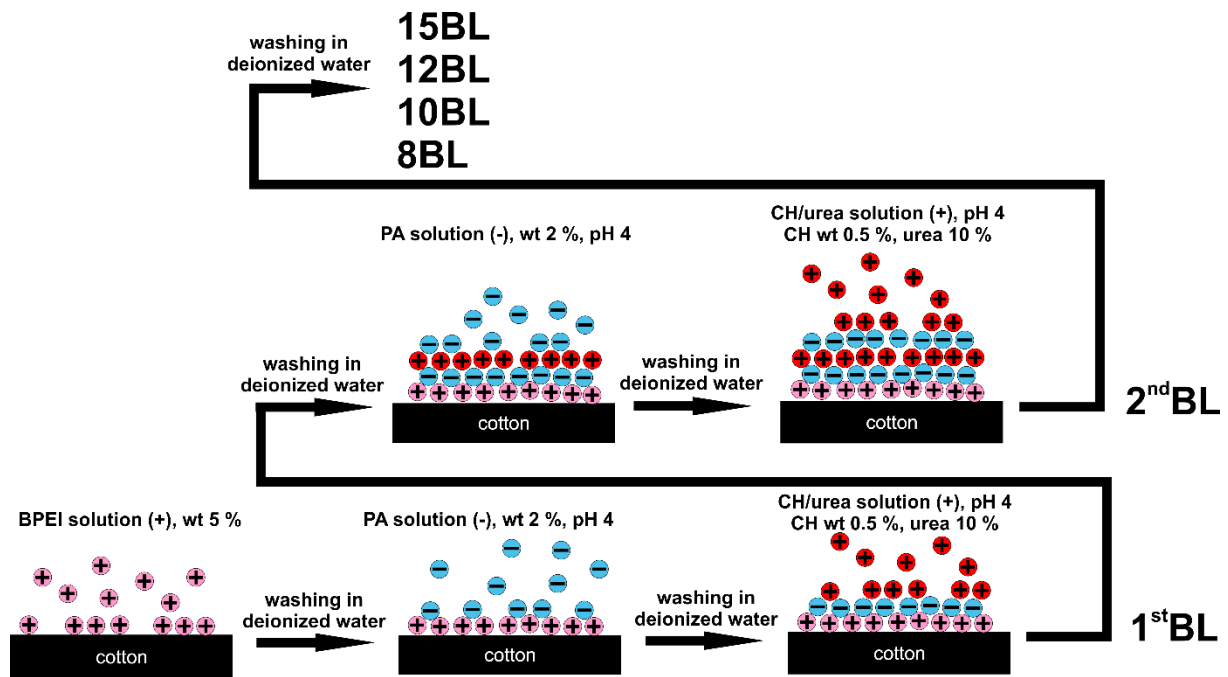 15BL
12BL
10BL
8BL
washing in
deionized water
PA solution (-), wt 2 %, pH 4
CH/urea solution (+), pH 4
CH wt 0.5 %, urea 10 %
washing in
deionized water
washing in
deionized water
cotton
cotton
2ⁿᵈBL
BPEI solution (+), wt 5 %
PA solution (-), wt 2 %, pH 4
CH/urea solution (+), pH 4
CH wt 0.5 %, urea 10 %
washing in
deionized water
washing in
deionized water
cotton
cotton
cotton
1ˢᵗBL